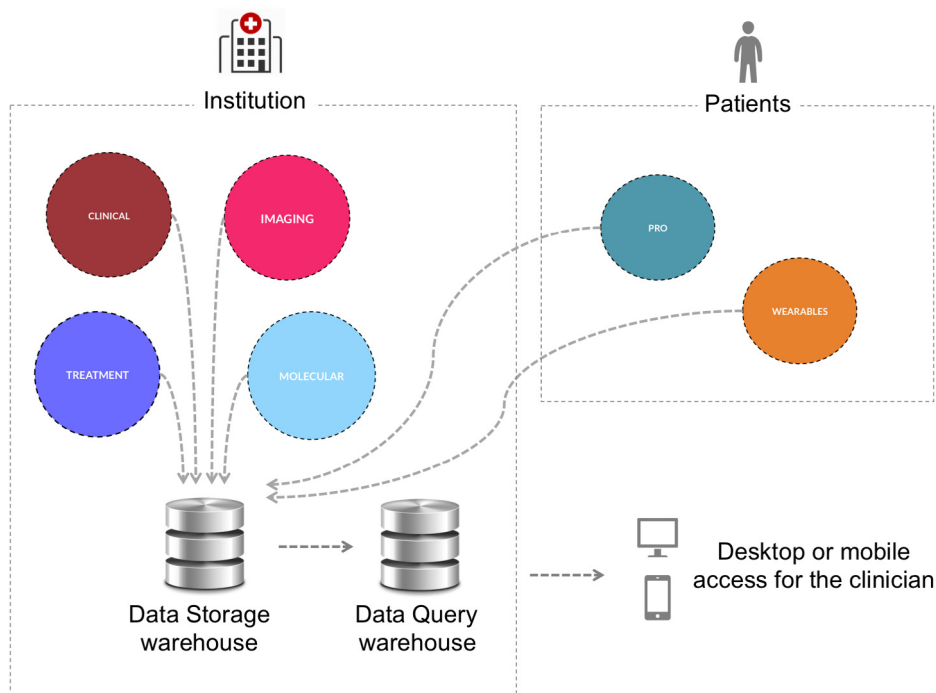 Institution
Patients
CLINICAL
IMAGING
PRO
TREATMENT
MOLECULAR
WEARABLES
Data Storage
warehouse
Data Query
warehouse
Desktop or mobile
access for the clinician